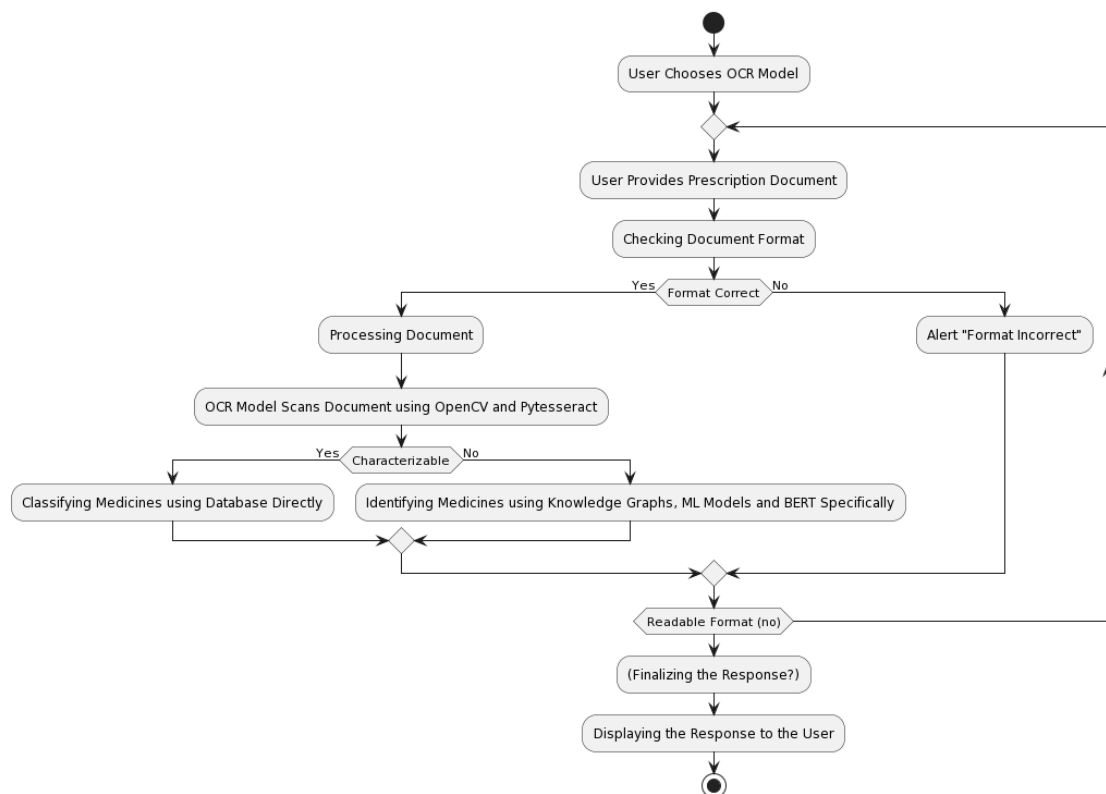 User Chooses OCR Model
User Provides Prescription Document
Checking Document Format
Yes
Format Correct
No
Processing Document
Alert "Format Incorrect"
OCR Model Scans Document using OpenCV and Pytesseract
Yes
Characterizable
No
Classifying Medicines using Database Directly
Identifying Medicines using Knowledge Graphs, ML Models and BERT Specifically
Readable Format (no)
(Finalizing the Response?)
Displaying the Response to the User